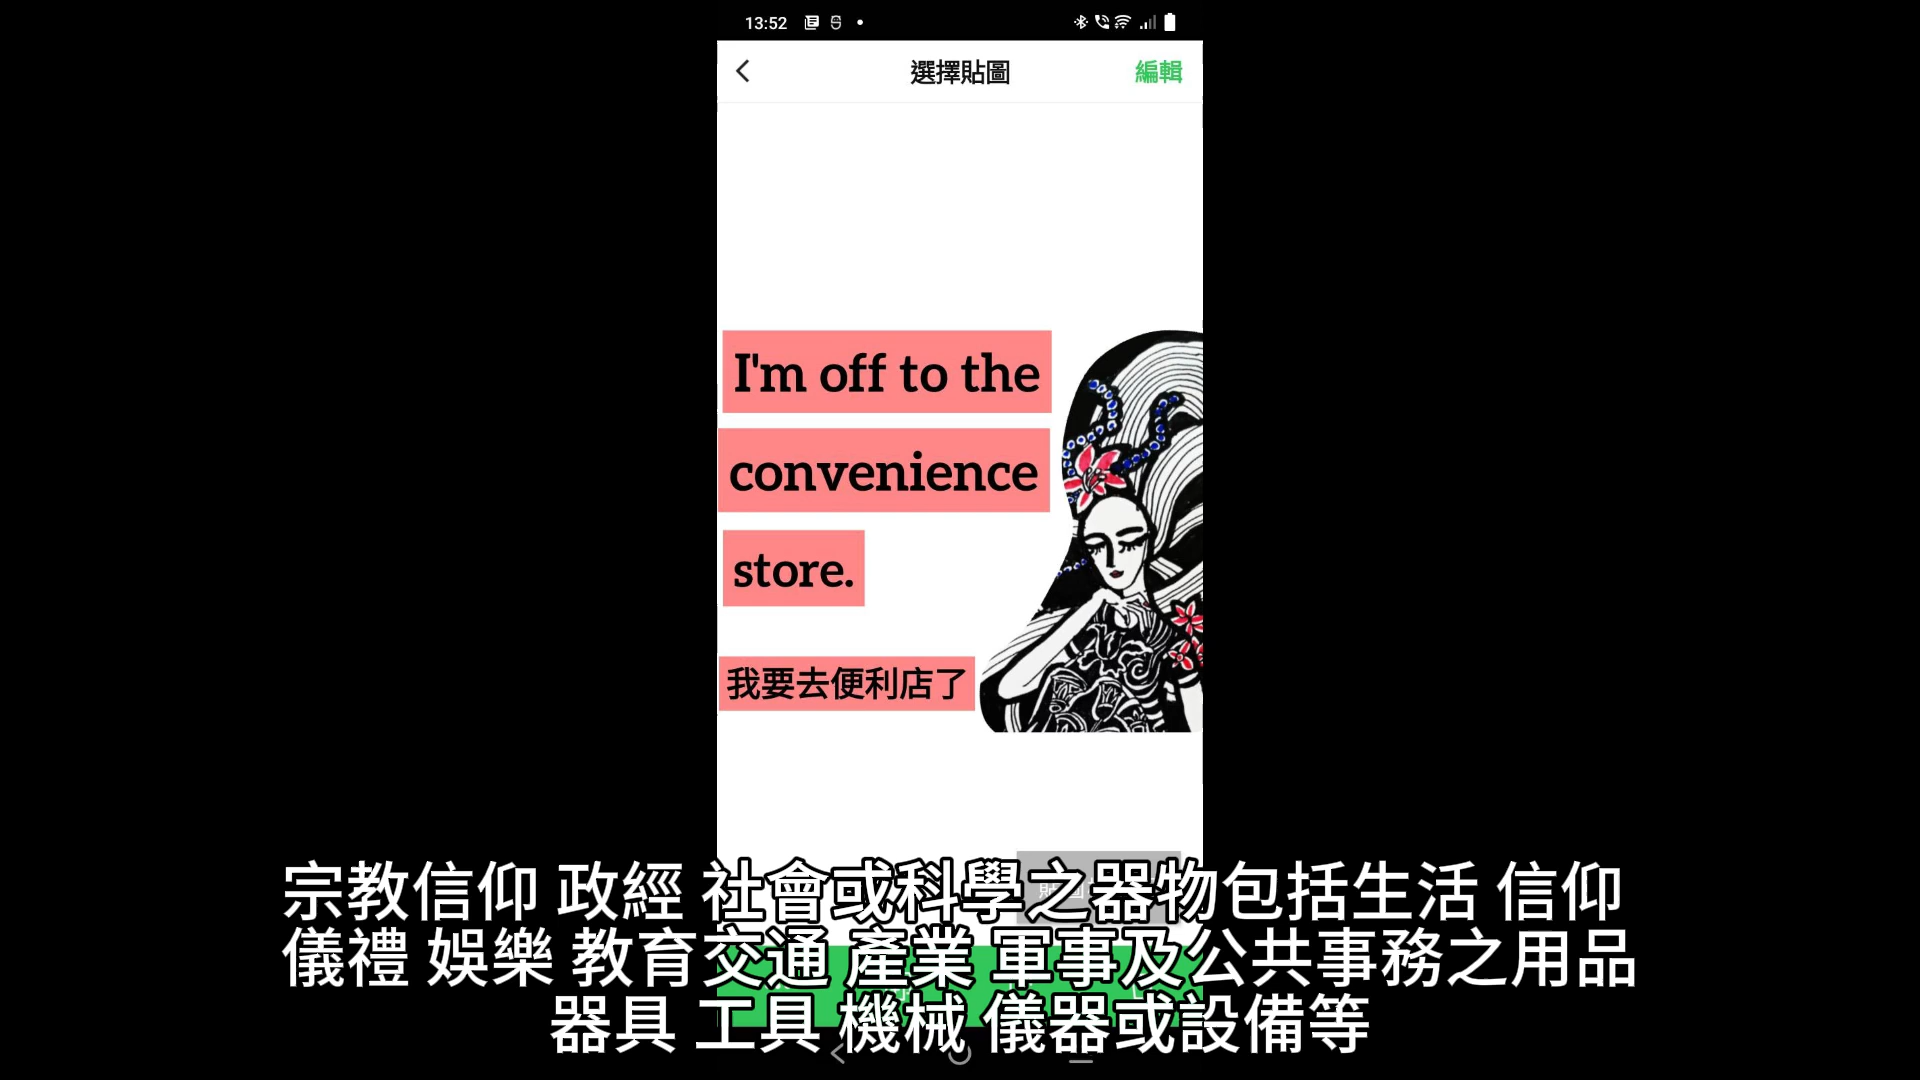 13:52
選擇貼圖
編輯
I'm off to the
convenience
store.
我要去便利店了
宗教信仰 政經 社會或科學之器物包括生活 信仰
儀禮 娛樂 教育交通 產業 軍事及公共事務之用品
器具 工具 機械 儀器或設備等